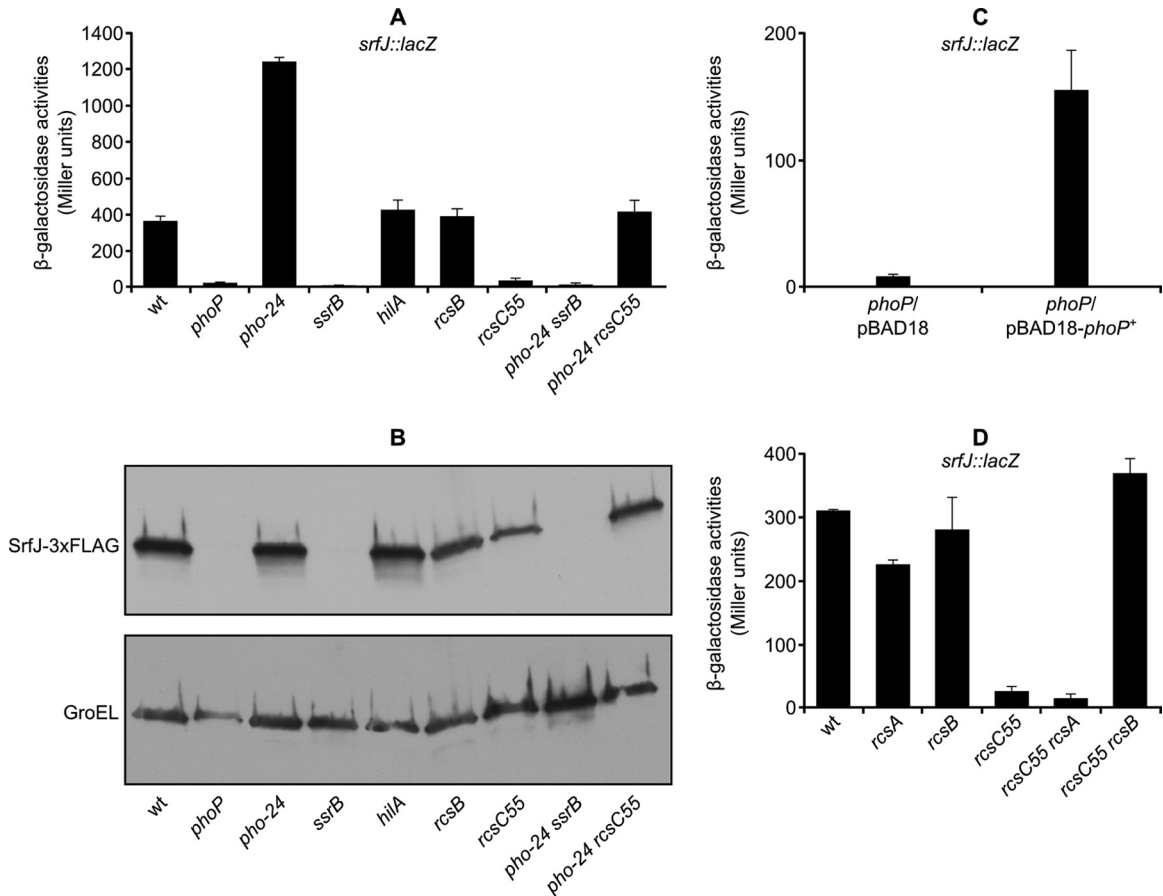 A
srfJ::lacZ
β-galactosidase activities
(Miller units)
1400
1200
1000
800
600
400
200
0
wt
phoP
pho-24
ssrB
hilA
rcsB
rcsC55
pho-24 ssrB
pho-24 rcsC55
C
srfJ::lacZ
β-galactosidase activities
(Miller units)
200
100
0
phoP/
pBAD18
phoP/
pBAD18-phoP⁺
B
SrfJ-3xFLAG
GroEL
wt
phoP
pho-24
ssrB
hilA
rcsB
rcsC55
pho-24 ssrB
pho-24 rcsC55
D
srfJ::lacZ
β-galactosidase activities
(Miller units)
400
300
200
100
0
wt
rcsA
rcsB
rcsC55
rcsC55 rcsA
rcsC55 rcsB